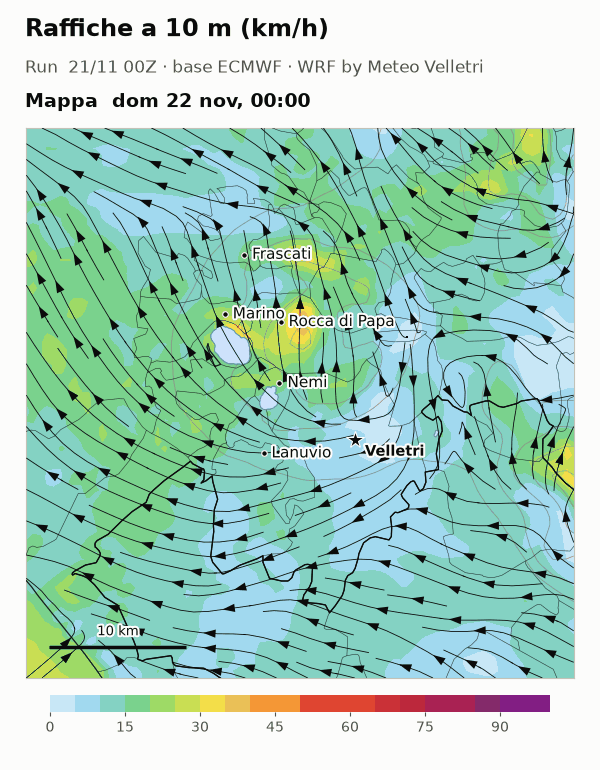 Raffiche a 10 m (km/h)
Run  21/11 00Z · base ECMWF · WRF by Meteo Velletri
Mappa  dom 22 nov, 00:00
Frascati
Marino
Rocca di Papa
Nemi
Velletri
Lanuvio
10 km
0 15 30 45 60 75 90